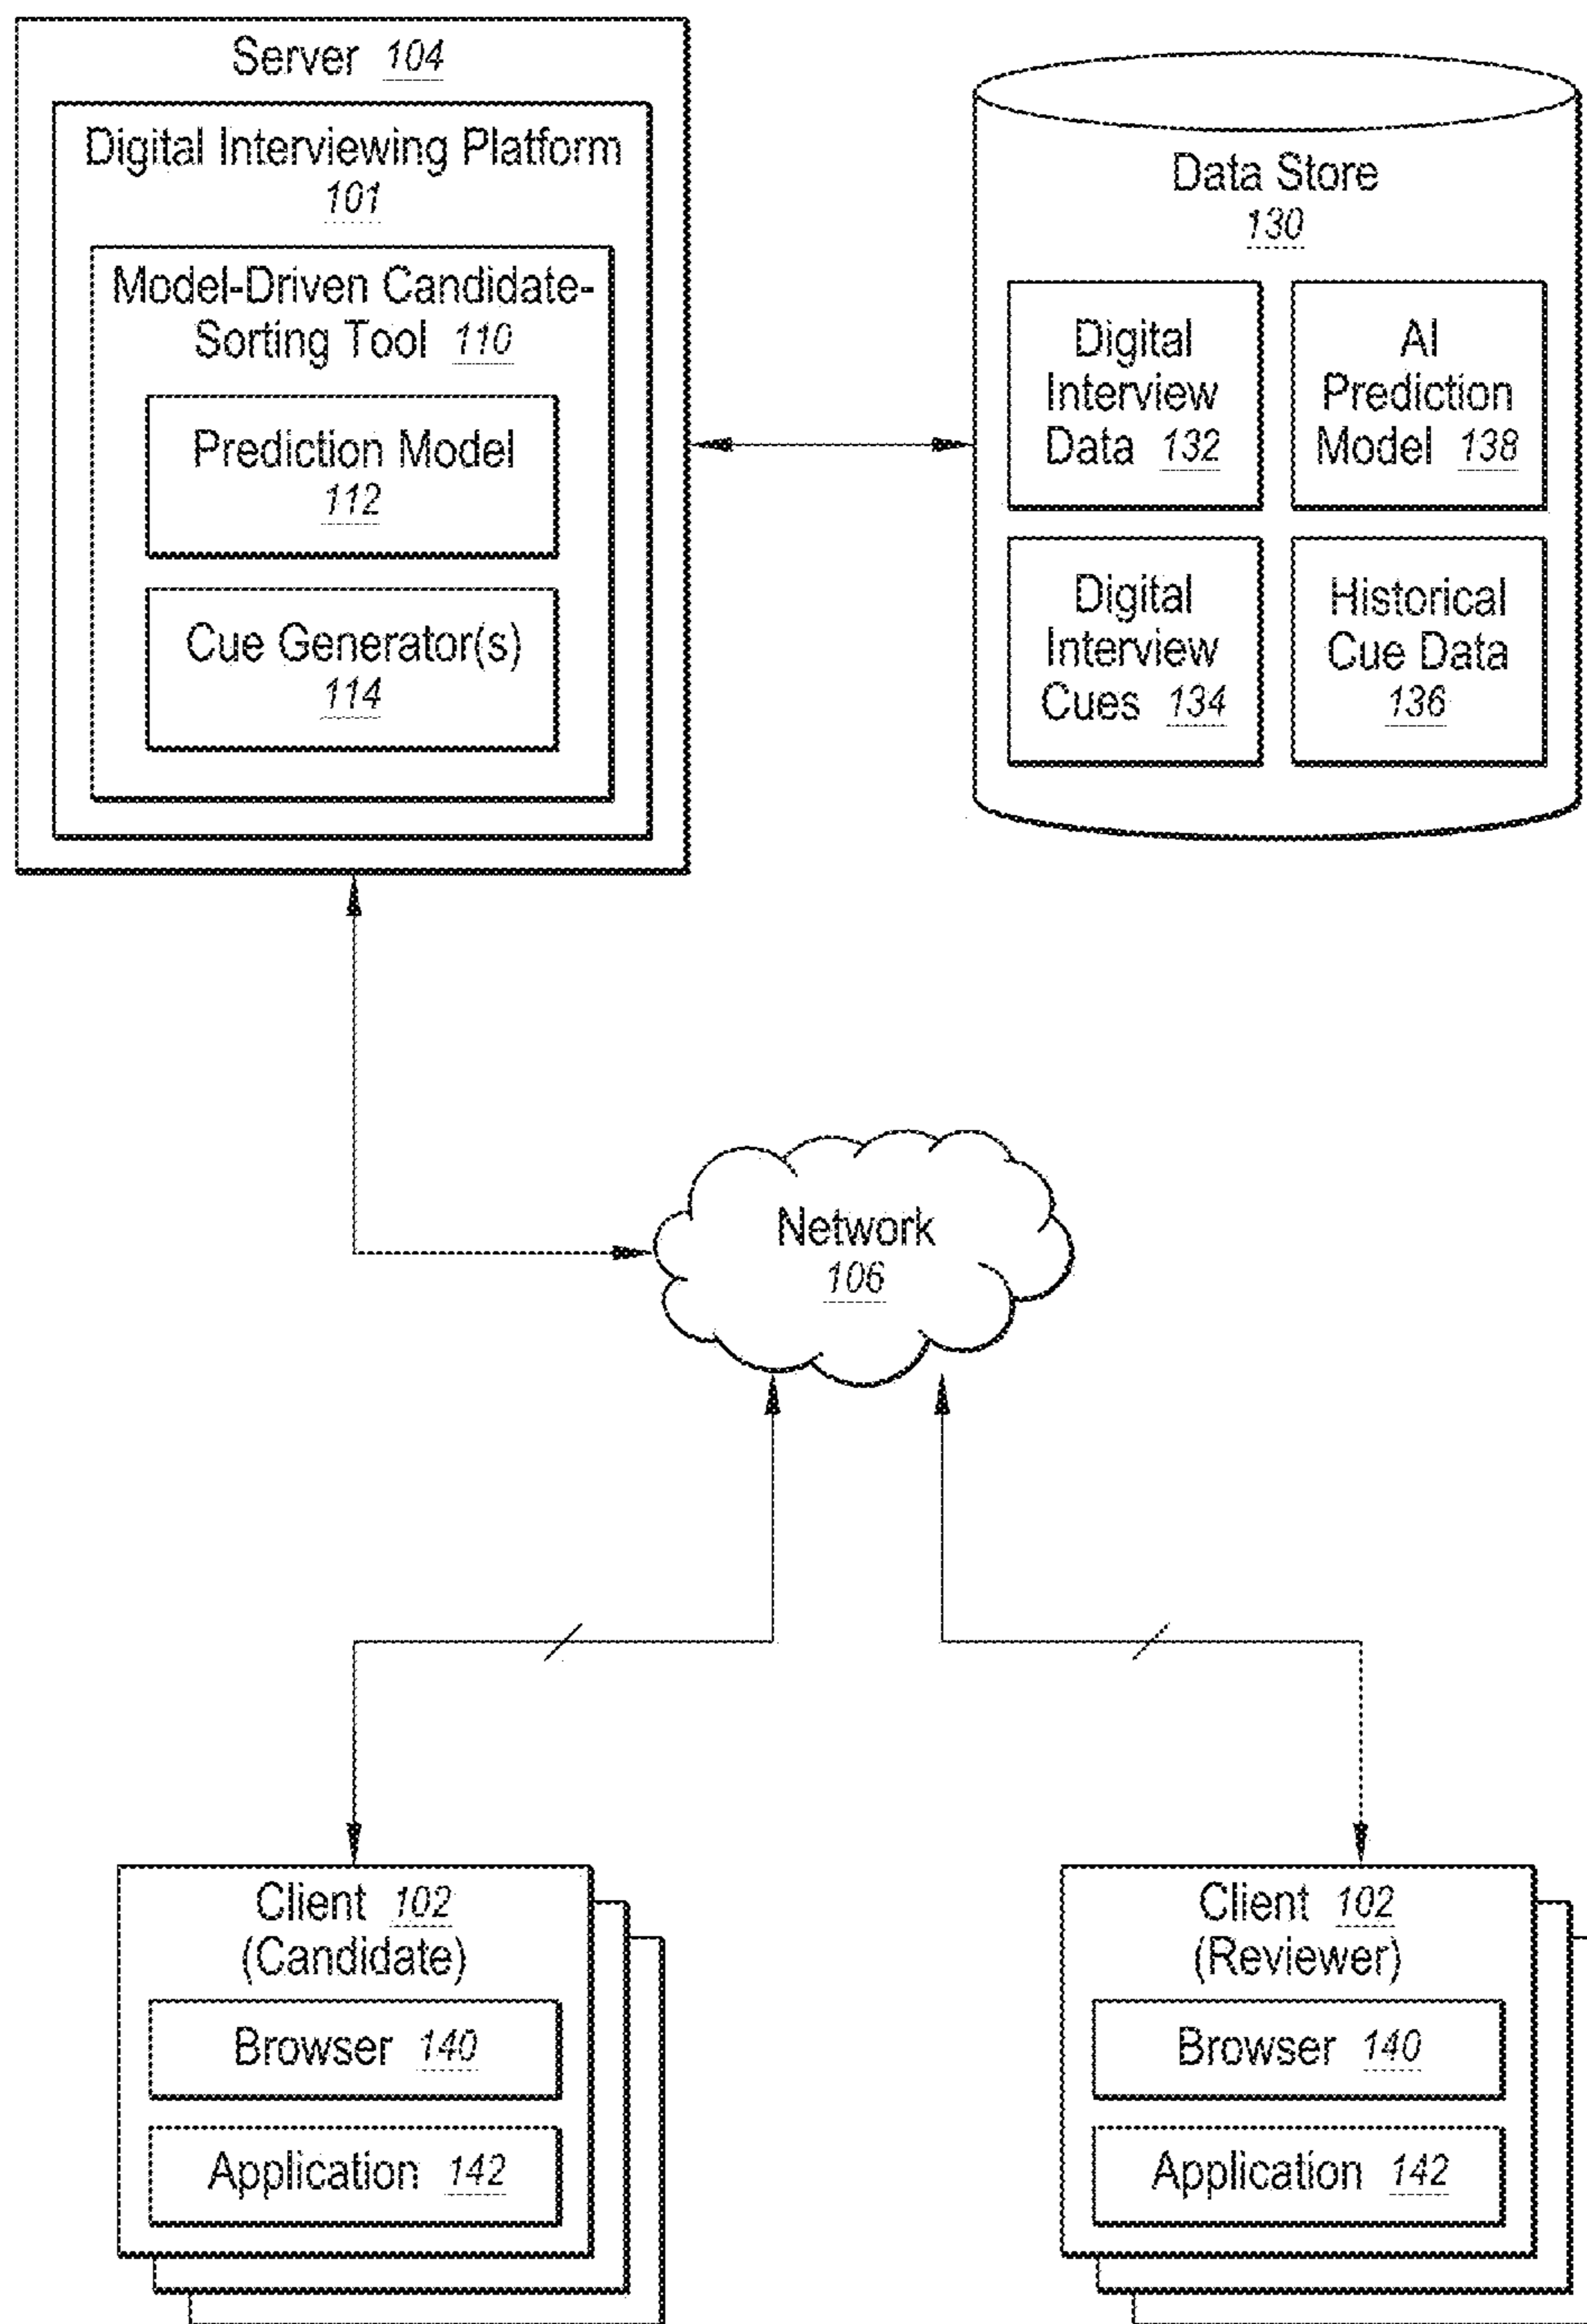 Server 104
Digital Interviewing Platform
101
Model-Driven Candidate-
Sorting Tool 110
Prediction Model
112
Cue Generator(s)
114
Data Store
130
Digital
Interview
Data 132
AI
Prediction
Model 138
Digital
Interview
Cues 134
Historical
Cue Data
136
Network
106
Client 102
(Candidate)
Browser 140
Application 142
Client 102
(Reviewer)
Browser 140
Application 142